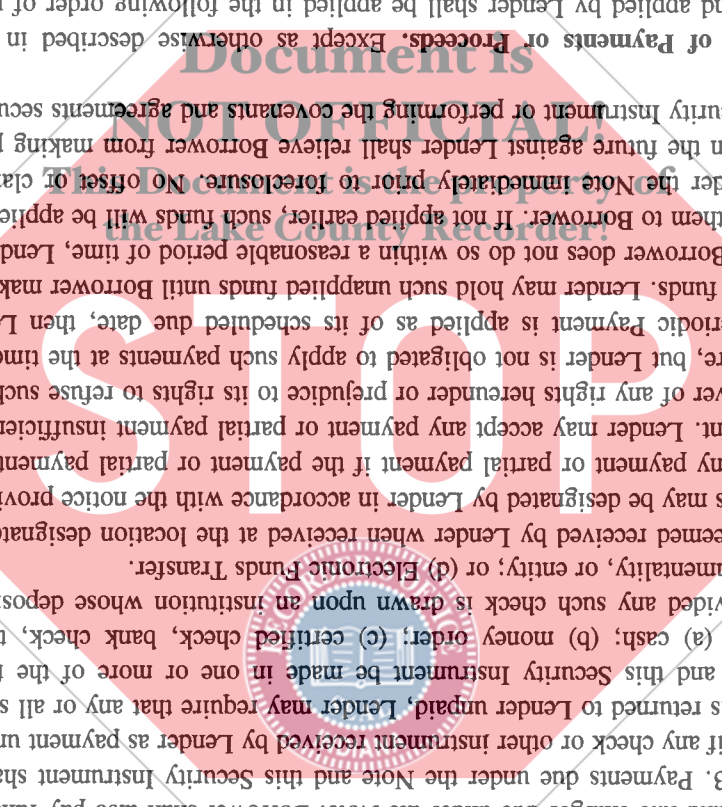 Document is
NOT OFFICIAL!
This Document is the property of
the Lake County Recorder!
STOP
3. Payments due under the Note and this Security Instrument sha
if any check or other instrument received by Lender as payment un
is returned to Lender unpaid, Lender may require that any or all s
and this Security Instrument be made in one or more of the f
(a) cash; (b) money order; (c) certified check, bank check, t
vided any such check is drawn upon an institution whose deposi
umentality, or entity; or (d) Electronic Funds Transfer.
eemed received by Lender when received at the location designate
s may be designated by Lender in accordance with the notice provi
ny payment or partial payment if the payment or partial payment
nt. Lender may accept any payment or partial payment insufficien
ver of any rights hereunder or prejudice to its rights to refuse such
re, but Lender is not obligated to apply such payments at the time
riodic Payment is applied as of its scheduled due date, then L
funds. Lender may hold such unapplied funds until Borrower mak
Borrower does not do so within a reasonable period of time, Lend
them to Borrower. If not applied earlier, such funds will be applie
der the Note immediately prior to foreclosure. No offset or clai
n the future against Lender shall relieve Borrower from making p
urity Instrument or performing the covenants and agreements secu
of Payments or Proceeds. Except as otherwise described in
nd applied by Lender shall be applied in the following order of